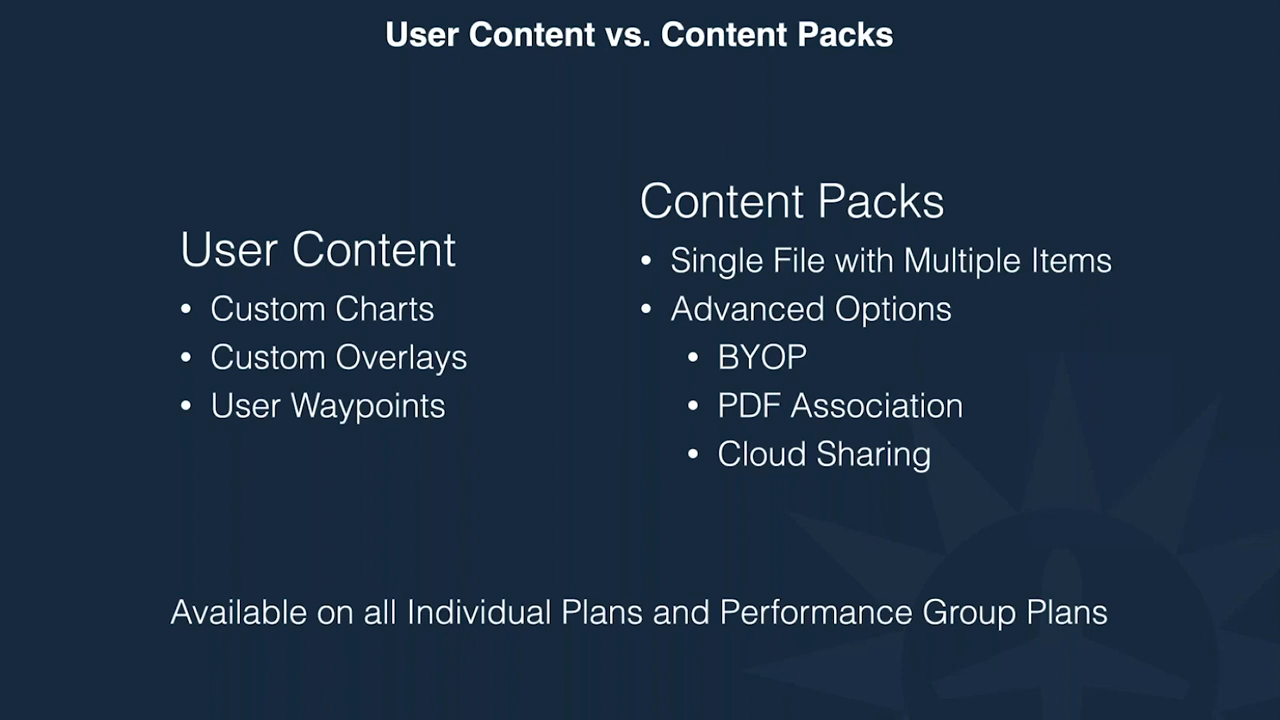 User Content vs. Content Packs
User Content
• Custom Charts
• Custom Overlays
• User Waypoints
Content Packs
• Single File with Multiple Items
• Advanced Options
• BYOP
• PDF Association
• Cloud Sharing
Available on all Individual Plans and Performance Group Plans